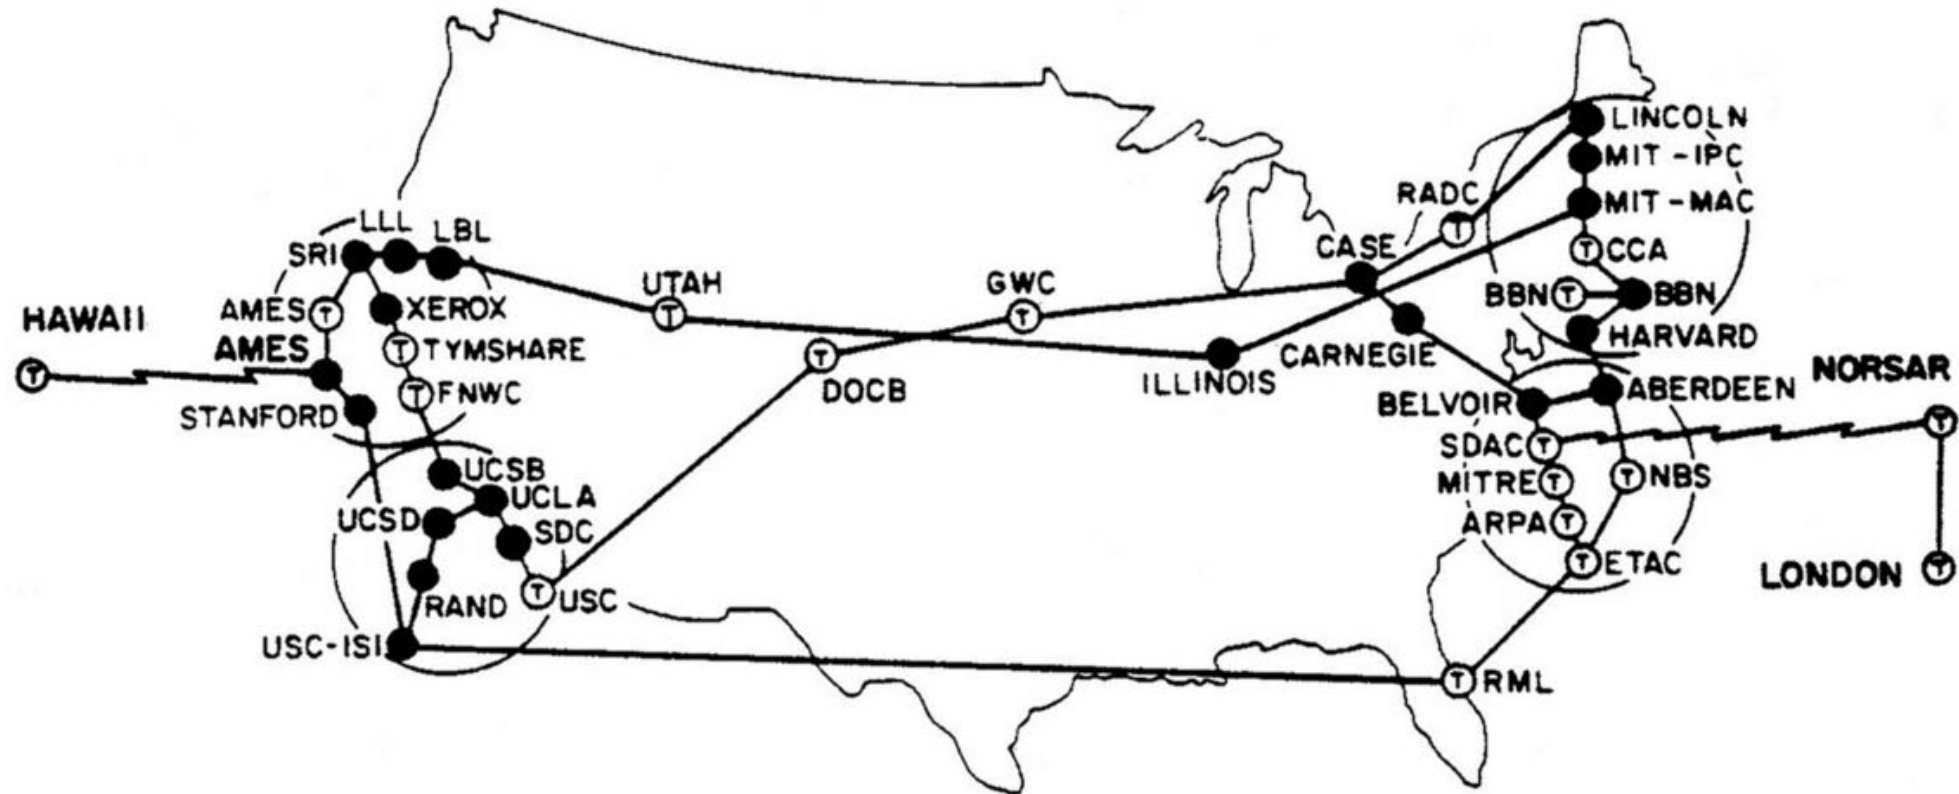 LINCOLN
MIT-IPC
MIT-MAC
RADC
LLL
LBL
SRI
CASE
CCA
UTAH
GWC
BBN T
BBN
HAWAII
AMES T
XEROX
T
T
T
HARVARD
AMES
T TYMSHARE
CARNEGIE
NORSAR
T
T
DOCB
ILLINOIS
T FNWC
ABERDEEN
STANFORD
BELVOIR
T
SDAC T
UCSB
MITRE T
T NBS
UCLA
UCSD
SDC
ARPA T
T ETAC
LONDON T
RAND
T USC
USC-ISI
T RML
T